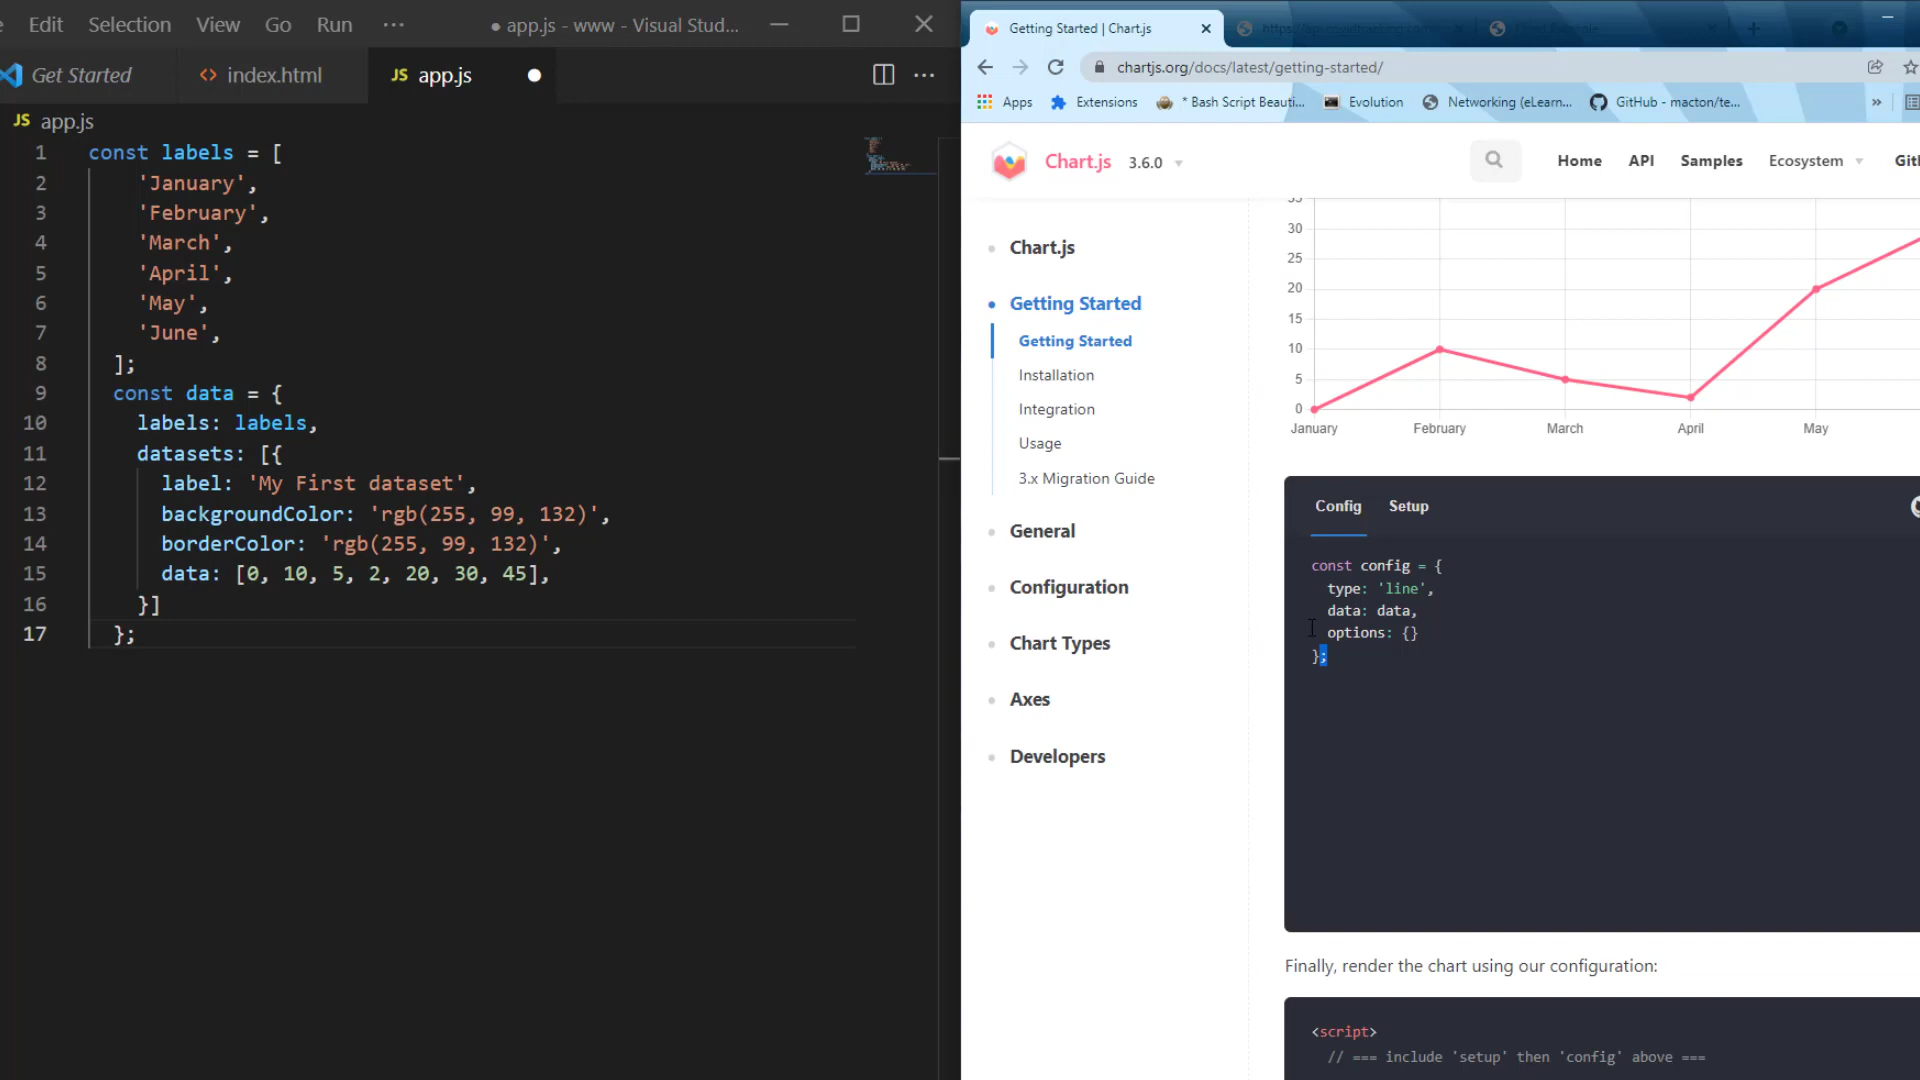 Edit Selection View Go Run ··· ● app.js - www - Visual Stud...
Get Started <> index.html JS app.js
JS app.js
1 const labels = [
2 'January',
3 'February',
4 'March',
5 'April',
6 'May',
7 'June',
8 ];
9 const data = {
10 labels: labels,
11 datasets: [{
12 label: 'My First dataset',
13 backgroundColor: 'rgb(255, 99, 132)',
14 borderColor: 'rgb(255, 99, 132)',
15 data: [0, 10, 5, 2, 20, 30, 45],
16 }]
17 };
Getting Started | Chart.js
chartjs.org/docs/latest/getting-started/
Apps Extensions * Bash Script Beauti... Evolution Networking (eLearn... GitHub - macton/te... »
Chart.js 3.6.0 Home API Samples Ecosystem Git
Chart.js
Getting Started
Getting Started
Installation
Integration
Usage
3.x Migration Guide
General
Configuration
Chart Types
Axes
Developers
35
30
25
20
15
10
5
0
January February March April May
Config Setup
const config = {
type: 'line',
data: data,
options: {}
};
Finally, render the chart using our configuration:
<script>
// === include 'setup' then 'config' above ===